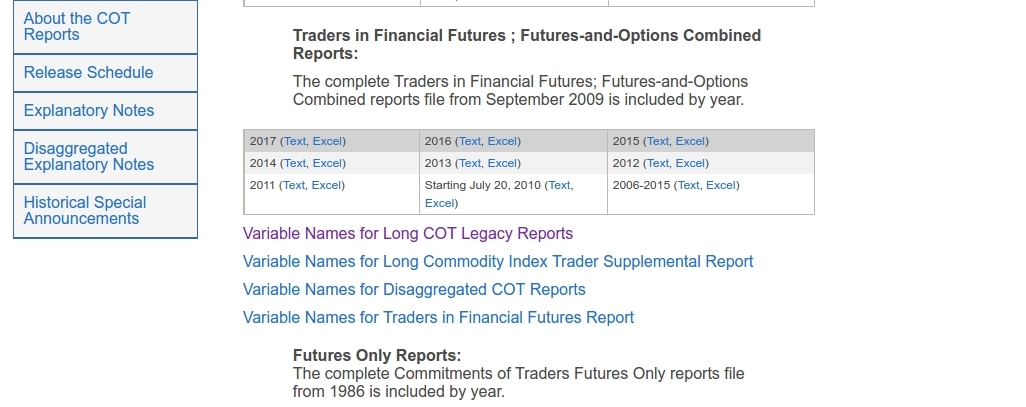 About the COT
Reports
Release Schedule
Explanatory Notes
Disaggregated
Explanatory Notes
Historical Special
Announcements
Traders in Financial Futures ; Futures-and-Options Combined
Reports:
The complete Traders in Financial Futures; Futures-and-Options
Combined reports file from September 2009 is included by year.
2017 (Text, Excel) 2016 (Text, Excel) 2015 (Text, Excel)
2014 (Text, Excel) 2013 (Text, Excel) 2012 (Text, Excel)
2011 (Text, Excel) Starting July 20, 2010 (Text, 2006-2015 (Text, Excel)
Excel)
Variable Names for Long COT Legacy Reports
Variable Names for Long Commodity Index Trader Supplemental Report
Variable Names for Disaggregated COT Reports
Variable Names for Traders in Financial Futures Report
Futures Only Reports:
The complete Commitments of Traders Futures Only reports file
from 1986 is included by year.